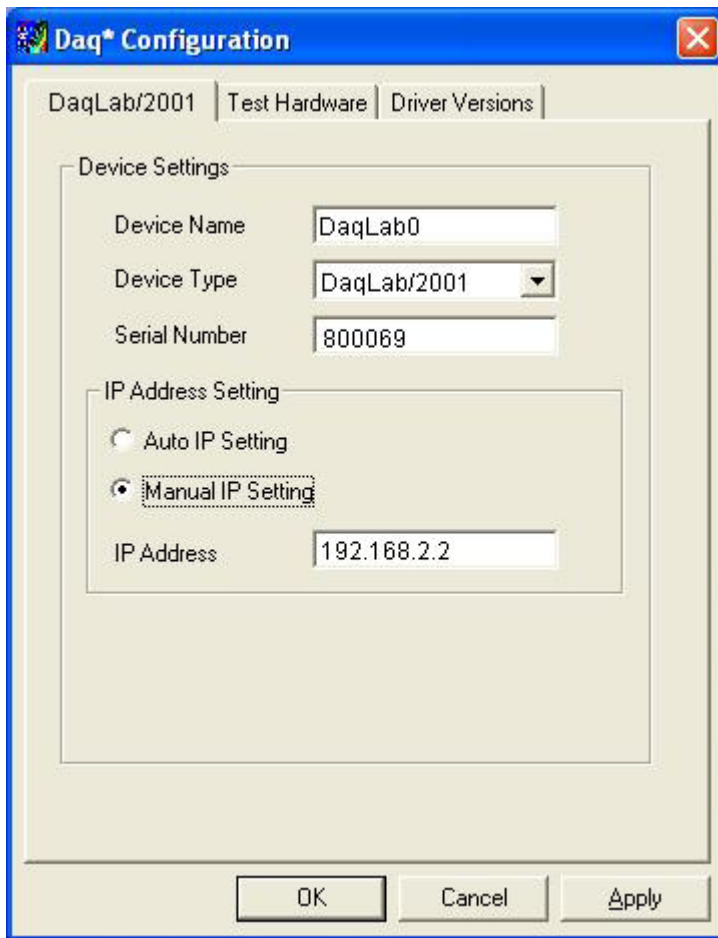 Daq* Configuration
DaqLab/2001 Test Hardware Driver Versions
Device Settings
Device Name DaqLab0
Device Type DaqLab/2001
Serial Number 800069
IP Address Setting
Auto IP Setting
Manual IP Setting
IP Address 192.168.2.2
OK Cancel Apply